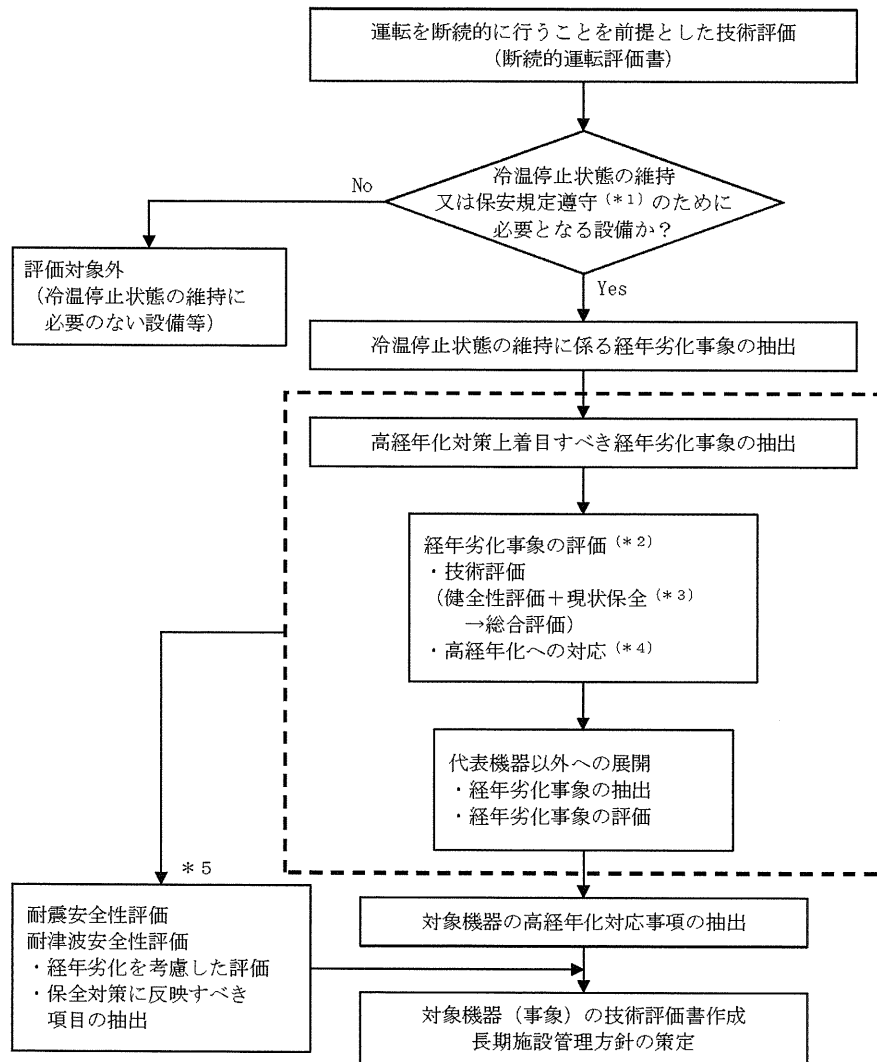 運転を断続的に行うことを前提とした技術評価
(断続的運転評価書)
冷温停止状態の維持
又は保安規定遵守(*1)のために
必要となる設備か?
No
Yes
評価対象外
(冷温停止状態の維持に
必要のない設備等)
冷温停止状態の維持に係る経年劣化事象の抽出
高経年化対策上着目すべき経年劣化事象の抽出
経年劣化事象の評価(*2)
・技術評価
(健全性評価+現状保全(*3)
→総合評価)
・高経年化への対応(*4)
代表機器以外への展開
・経年劣化事象の抽出
・経年劣化事象の評価
*5
耐震安全性評価
耐津波安全性評価
・経年劣化を考慮した評価
・保全対策に反映すべき
項目の抽出
対象機器の高経年化対応事項の抽出
対象機器(事象)の技術評価書作成
長期施設管理方針の策定